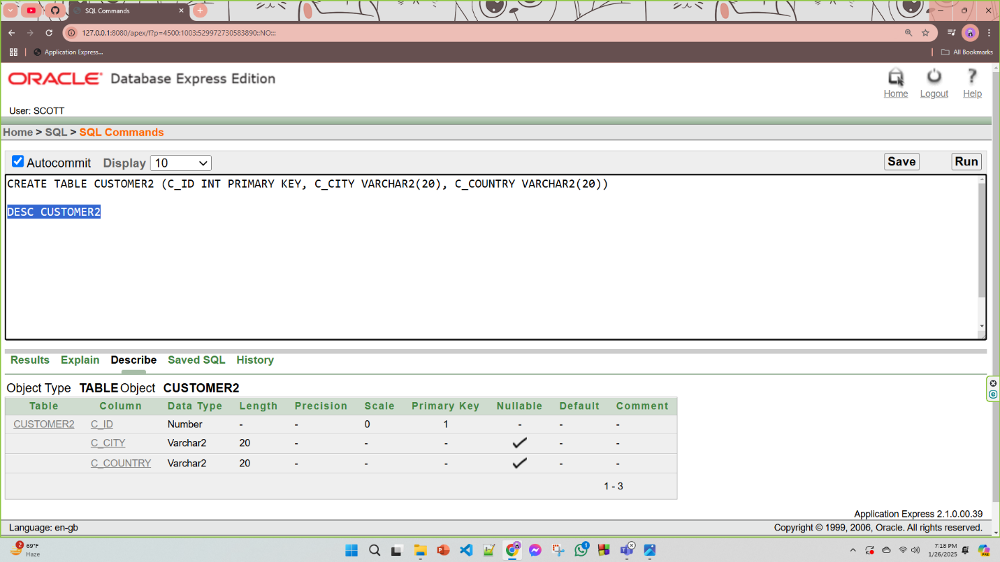 SQL Commands
127.0.0.1:8080/apex/f?p=4500:1003:529972730583890::NO:::
Application Express...
All Bookmarks
ORACLE Database Express Edition
Home Logout Help
User: SCOTT
Home > SQL > SQL Commands
Autocommit Display 10 Save Run
CREATE TABLE CUSTOMER2 (C_ID INT PRIMARY KEY, C_CITY VARCHAR2(20), C_COUNTRY VARCHAR2(20))
DESC CUSTOMER2
Results Explain Describe Saved SQL History
Object Type TABLE Object CUSTOMER2
Table Column Data Type Length Precision Scale Primary Key Nullable Default Comment
CUSTOMER2 C_ID Number - - 0 1 - - -
C_CITY Varchar2 20 - - - - -
C_COUNTRY Varchar2 20 - - - - -
1 - 3
Application Express 2.1.0.00.39
Language: en-gb Copyright © 1999, 2006, Oracle. All rights reserved.
2 69°F 1 7:18 PM
Haze 1/26/2025 PRE